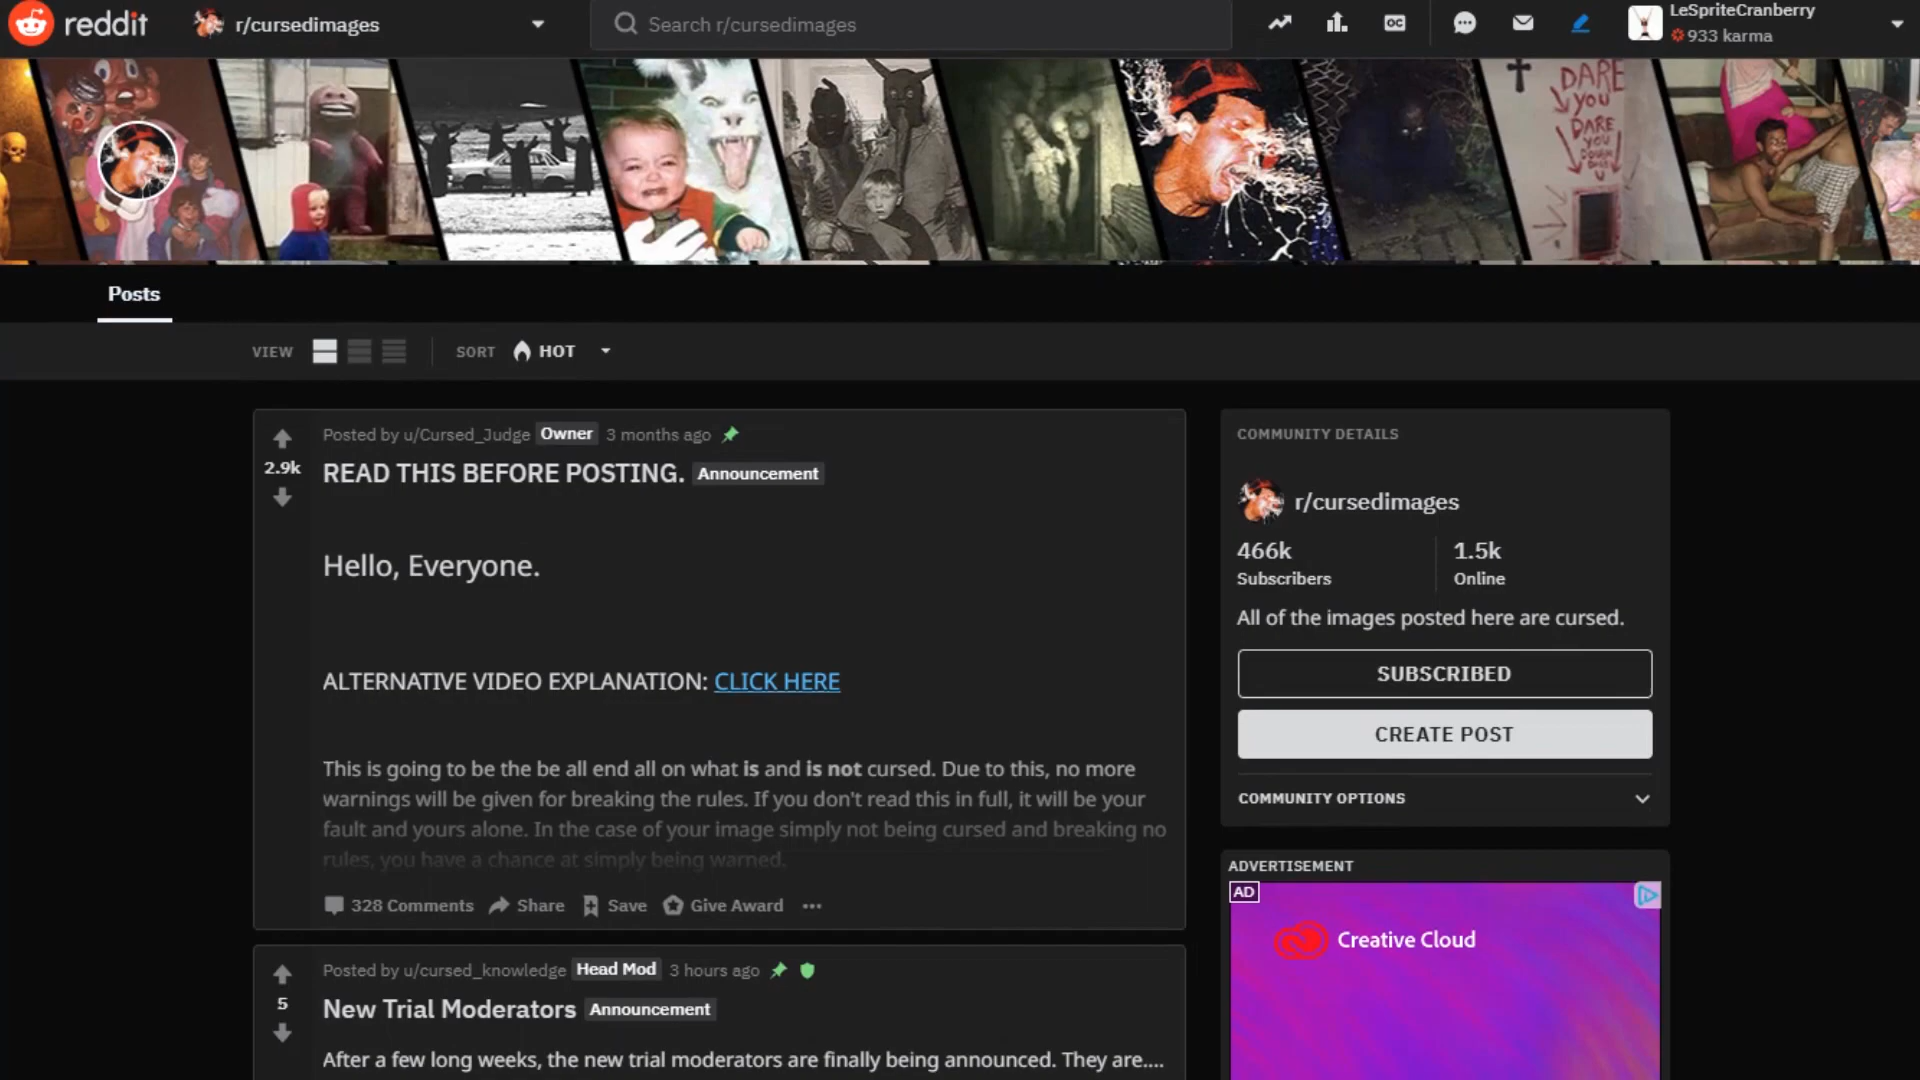 reddit
r/cursedimages
Search r/cursedimages
OC
LeSpriteCranberry
933 karma
DARE
YOU
DARE
YOU
Posts
VIEW
SORT
HOT
Posted by u/Cursed_Judge Owner 3 months ago
2.9k
READ THIS BEFORE POSTING. Announcement
Hello, Everyone.
ALTERNATIVE VIDEO EXPLANATION: CLICK HERE
This is going to be the be all end all on what is and is not cursed. Due to this, no more
warnings will be given for breaking the rules. If you don't read this in full, it will be your
fault and yours alone. In the case of your image simply not being cursed and breaking no
rules, you have a chance at simply being warned.
328 Comments Share Save Give Award
Posted by u/cursed_knowledge Head Mod 3 hours ago
5
New Trial Moderators Announcement
After a few long weeks, the new trial moderators are finally being announced. They are....
COMMUNITY DETAILS
r/cursedimages
466k
Subscribers
1.5k
Online
All of the images posted here are cursed.
SUBSCRIBED
CREATE POST
COMMUNITY OPTIONS
ADVERTISEMENT
AD
Creative Cloud